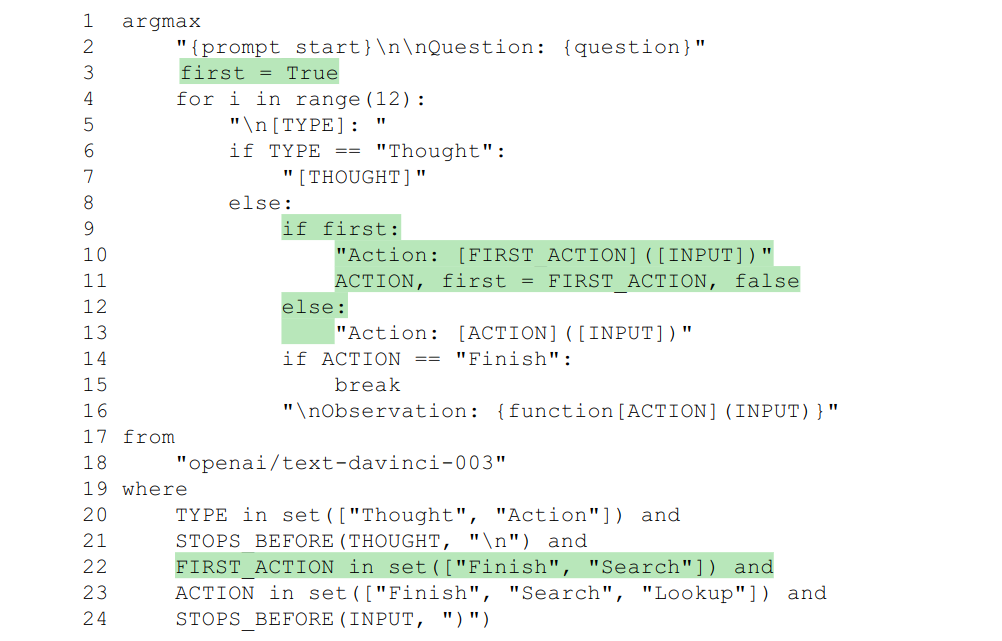 1 argmax
2 "{prompt start}\n\nQuestion: {question}"
3 first = True
4 for i in range(12):
5 "\n[TYPE]: "
6 if TYPE == "Thought":
7 "[THOUGHT]"
8 else:
9 if first:
10 "Action: [FIRST_ACTION]([INPUT])"
11 ACTION, first = FIRST_ACTION, false
12 else:
13 "Action: [ACTION]([INPUT])"
14 if ACTION == "Finish":
15 break
16 "\nObservation: {function[ACTION](INPUT)}"
17 from
18 "openai/text-davinci-003"
19 where
20 TYPE in set(["Thought", "Action"]) and
21 STOPS_BEFORE(THOUGHT, "\n") and
22 FIRST_ACTION in set(["Finish", "Search"]) and
23 ACTION in set(["Finish", "Search", "Lookup"]) and
24 STOPS_BEFORE(INPUT, ")")